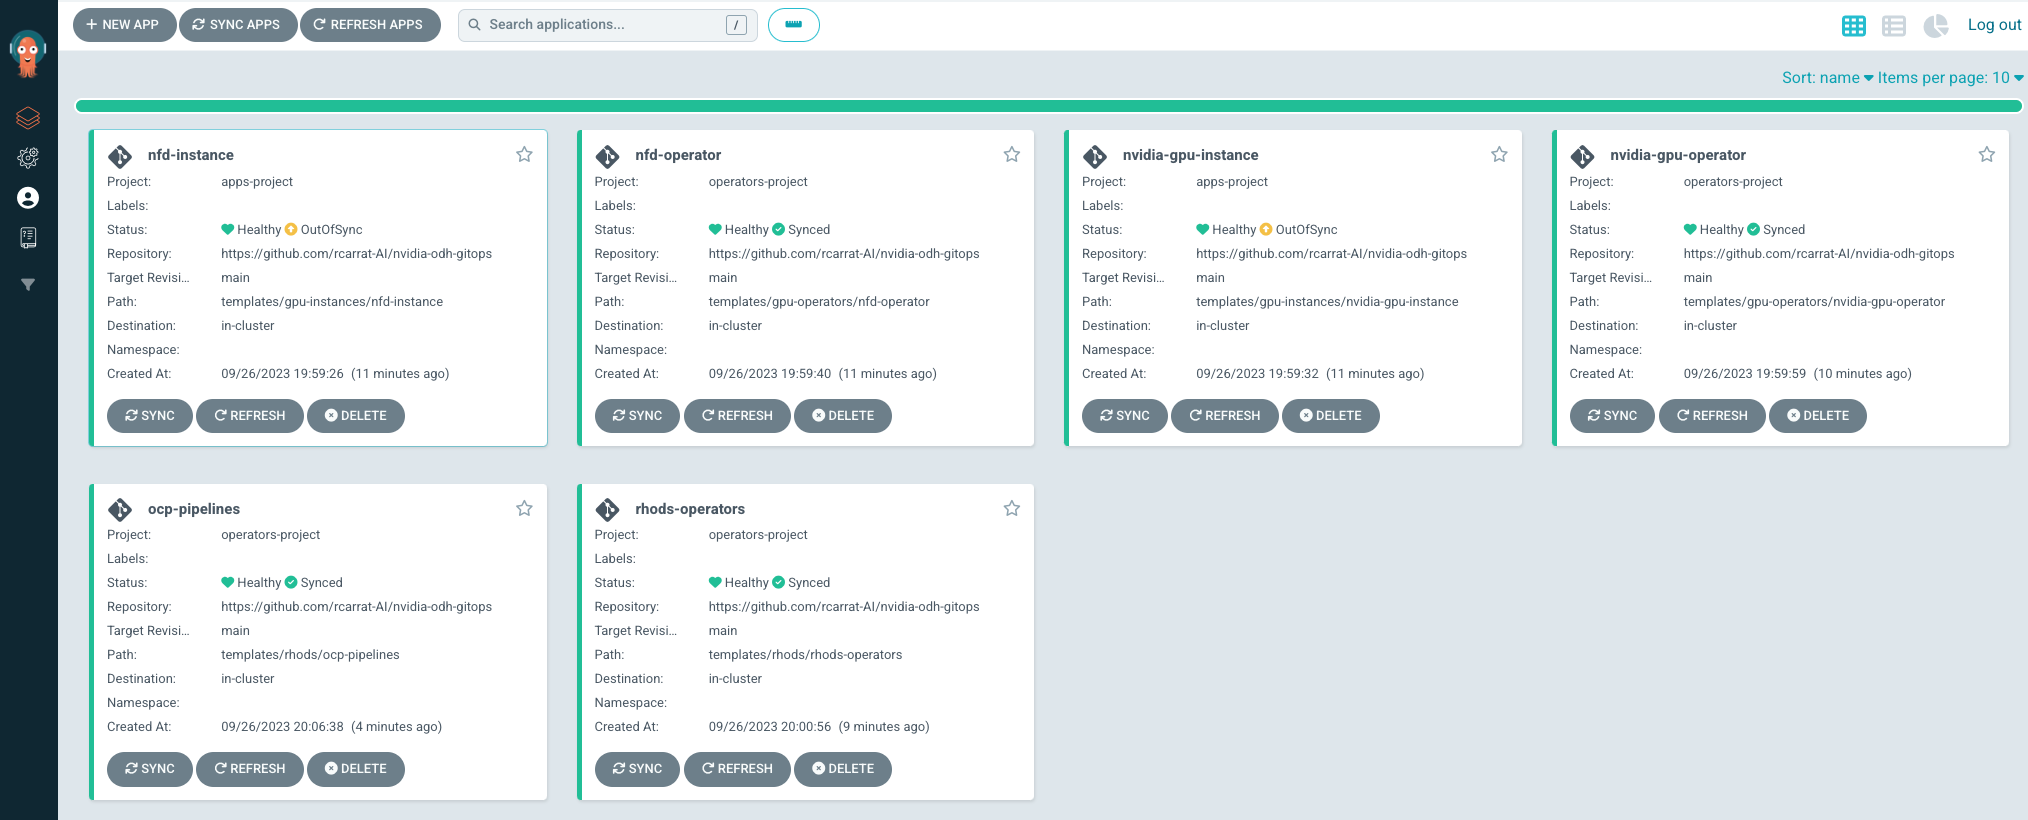 NEW APP SYNC APPS REFRESH APPS Search applications... / Log out
Sort: name Items per page: 10
nfd-instance
Project: apps-project
Labels:
Status: Healthy OutOfSync
Repository: https://github.com/rcarrat-AI/nvidia-odh-gitops
Target Revisi... main
Path: templates/gpu-instances/nfd-instance
Destination: in-cluster
Namespace:
Created At: 09/26/2023 19:59:26 (11 minutes ago)
SYNC REFRESH DELETE
nfd-operator
Project: operators-project
Labels:
Status: Healthy Synced
Repository: https://github.com/rcarrat-AI/nvidia-odh-gitops
Target Revisi... main
Path: templates/gpu-operators/nfd-operator
Destination: in-cluster
Namespace:
Created At: 09/26/2023 19:59:40 (11 minutes ago)
SYNC REFRESH DELETE
nvidia-gpu-instance
Project: apps-project
Labels:
Status: Healthy OutOfSync
Repository: https://github.com/rcarrat-AI/nvidia-odh-gitops
Target Revisi... main
Path: templates/gpu-instances/nvidia-gpu-instance
Destination: in-cluster
Namespace:
Created At: 09/26/2023 19:59:32 (11 minutes ago)
SYNC REFRESH DELETE
nvidia-gpu-operator
Project: operators-project
Labels:
Status: Healthy Synced
Repository: https://github.com/rcarrat-AI/nvidia-odh-gitops
Target Revisi... main
Path: templates/gpu-operators/nvidia-gpu-operator
Destination: in-cluster
Namespace:
Created At: 09/26/2023 19:59:59 (10 minutes ago)
SYNC REFRESH DELETE
ocp-pipelines
Project: operators-project
Labels:
Status: Healthy Synced
Repository: https://github.com/rcarrat-AI/nvidia-odh-gitops
Target Revisi... main
Path: templates/rhods/ocp-pipelines
Destination: in-cluster
Namespace:
Created At: 09/26/2023 20:06:38 (4 minutes ago)
SYNC REFRESH DELETE
rhods-operators
Project: operators-project
Labels:
Status: Healthy Synced
Repository: https://github.com/rcarrat-AI/nvidia-odh-gitops
Target Revisi... main
Path: templates/rhods/rhods-operators
Destination: in-cluster
Namespace:
Created At: 09/26/2023 20:00:56 (9 minutes ago)
SYNC REFRESH DELETE